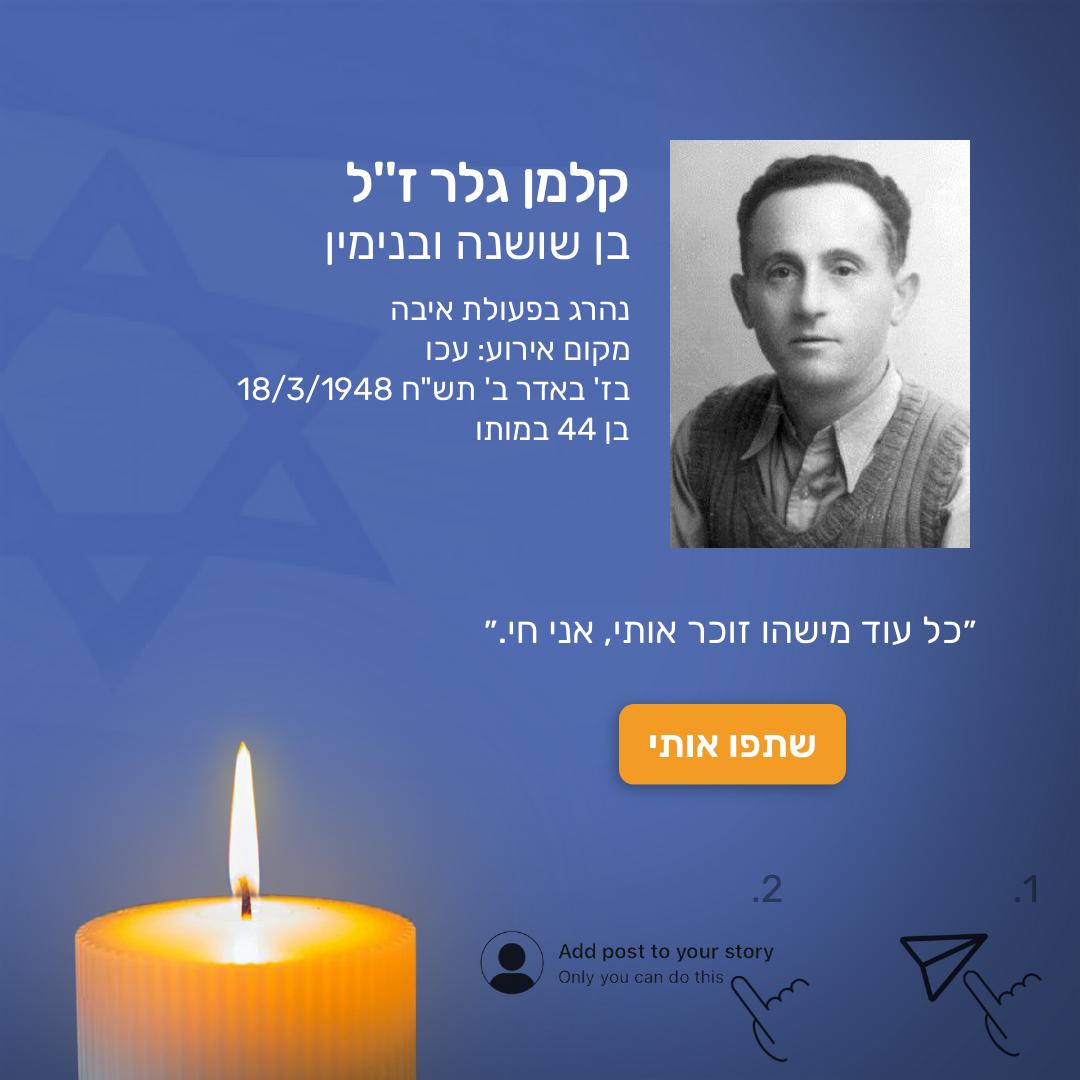 קלמן גלר ז"ל
בן שושנה ובנימין
נהרג בפעולת איבה
מקום אירוע: עכו
בז' באדר ב' תש"ח 18/3/1948
בן 44 במותו
״כל עוד מישהו זוכר אותי, אני חי.״
שתפו אותי
1.
2.
Add post to your story
Only you can do this